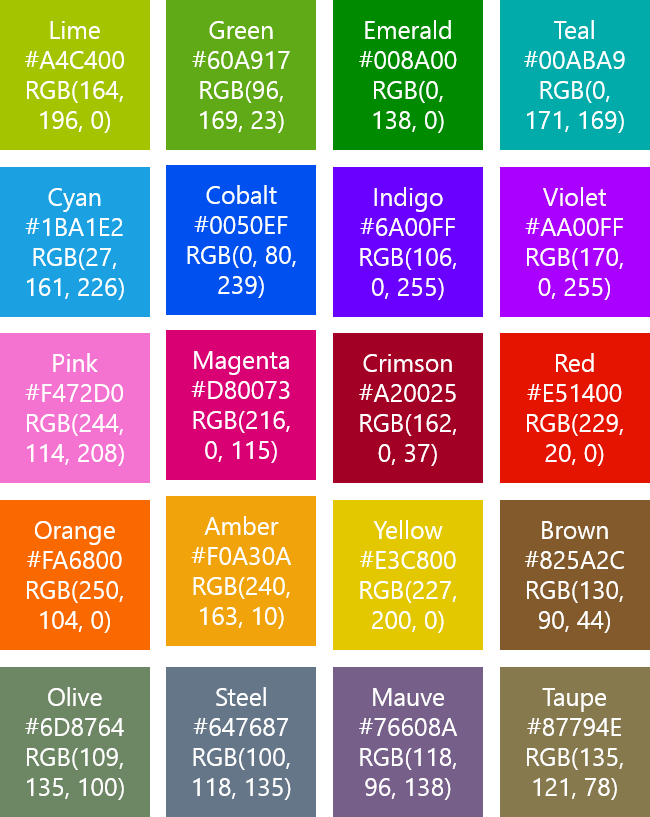 Lime
#A4C400
RGB(164,
196, 0)
Green
#60A917
RGB(96,
169, 23)
Emerald
#008A00
RGB(0,
138, 0)
Teal
#00ABA9
RGB(0,
171, 169)
Cyan
#1BA1E2
RGB(27,
161, 226)
Cobalt
#0050EF
RGB(0, 80,
239)
Indigo
#6A00FF
RGB(106,
0, 255)
Violet
#AA00FF
RGB(170,
0, 255)
Pink
#F472D0
RGB(244,
114, 208)
Magenta
#D80073
RGB(216,
0, 115)
Crimson
#A20025
RGB(162,
0, 37)
Red
#E51400
RGB(229,
20, 0)
Orange
#FA6800
RGB(250,
104, 0)
Amber
#F0A30A
RGB(240,
163, 10)
Yellow
#E3C800
RGB(227,
200, 0)
Brown
#825A2C
RGB(130,
90, 44)
Olive
#6D8764
RGB(109,
135, 100)
Steel
#647687
RGB(100,
118, 135)
Mauve
#76608A
RGB(118,
96, 138)
Taupe
#87794E
RGB(135,
121, 78)